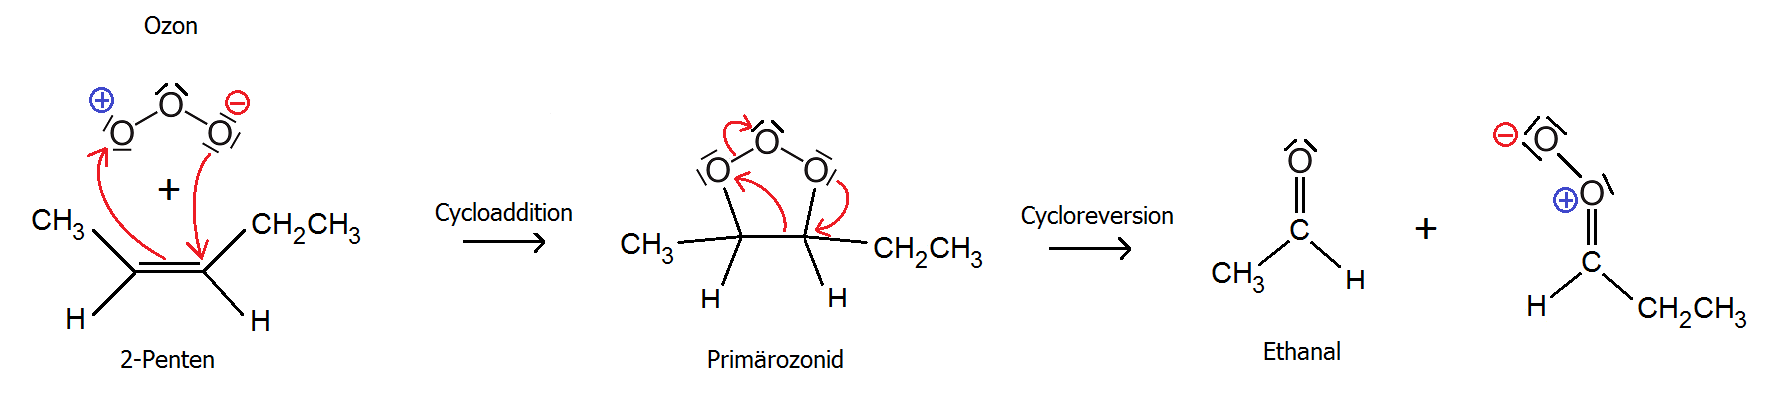 Ozon
⊕ O O O ⊖
+
CH3 CH2CH3
H H
2-Penten
Cycloaddition
O O O
CH3 CH2CH3
H H
Primärozonid
Cycloreversion
O
C
CH3 H
Ethanal
+
⊖ O
⊕ O
C
H CH2CH3